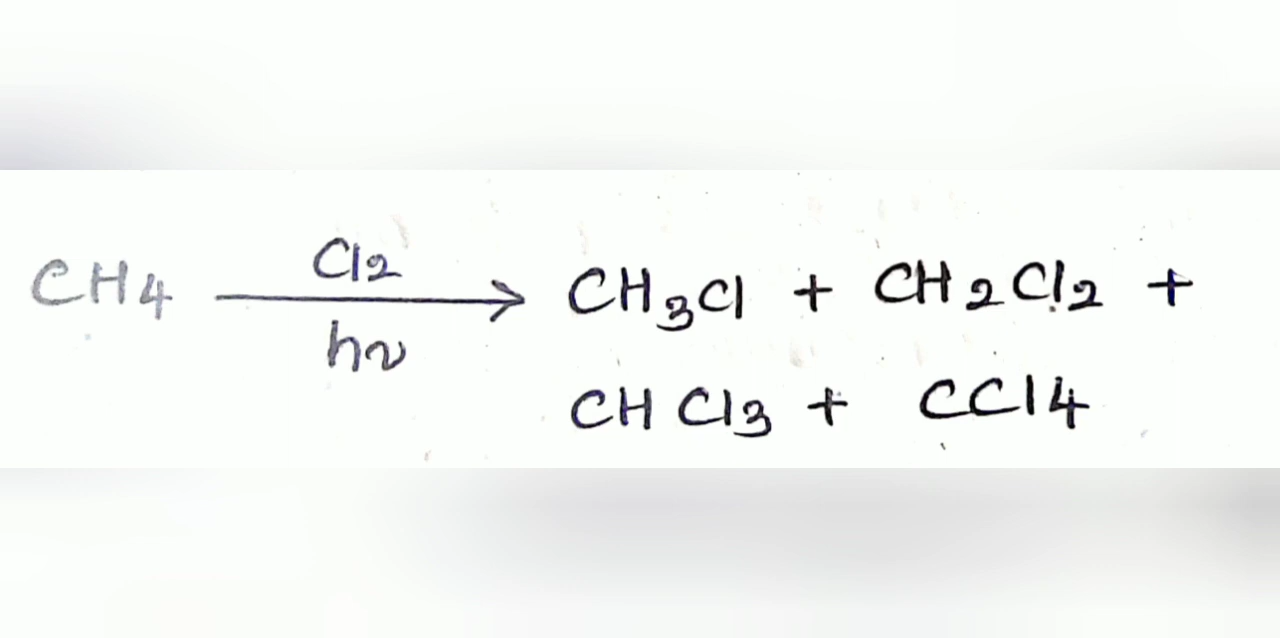 CH4 Cl2 hν → CH3Cl + CH2Cl2 +
CHCl3 + CCl4